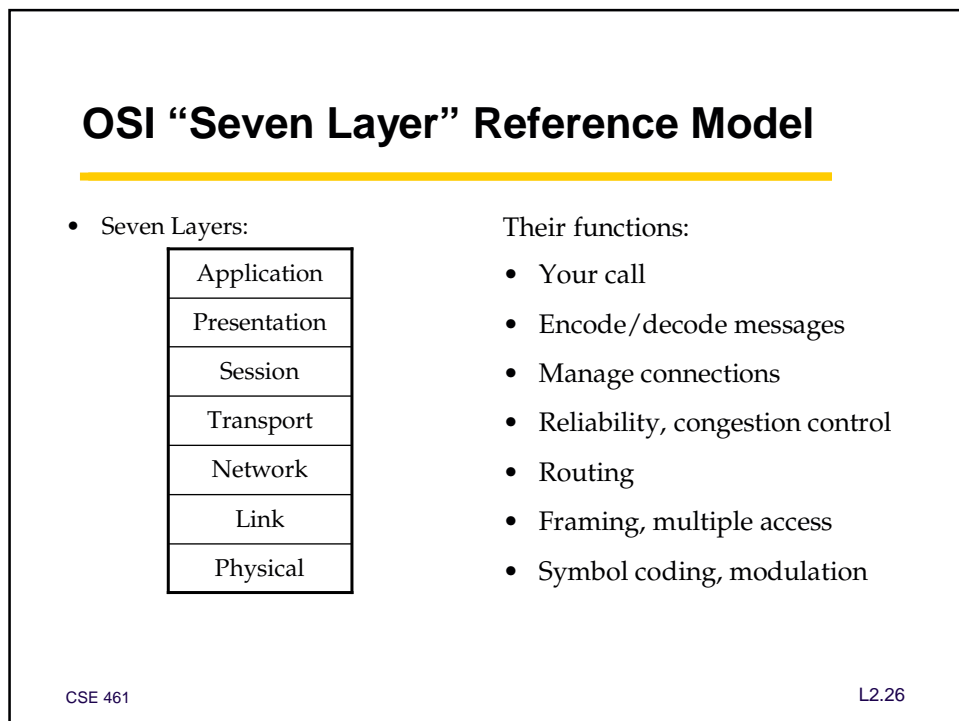 OSI “Seven Layer” Reference Model
• Seven Layers:
Application
Presentation
Session
Transport
Network
Link
Physical
Their functions:
• Your call
• Encode/decode messages
• Manage connections
• Reliability, congestion control
• Routing
• Framing, multiple access
• Symbol coding, modulation
CSE 461
L2.26